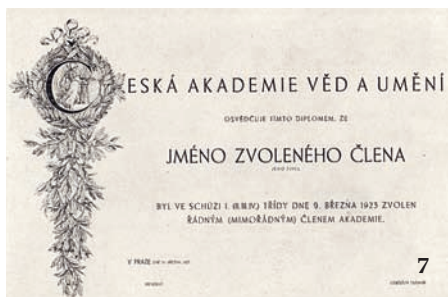 ČESKÁ AKADEMIE VĚD A UMĚNÍ
OSVĚDČUJE TÍMTO DIPLOMEM, ŽE
JMÉNO ZVOLENÉHO ČLENA
BYL VE SCHŮZI I. (II. III. IV.) TŘÍDY DNE 9. BŘEZNA 1925 ZVOLEN
ŘÁDNÝM (MIMOŘÁDNÝM) ČLENEM AKADEMIE.
V PRAZE
7